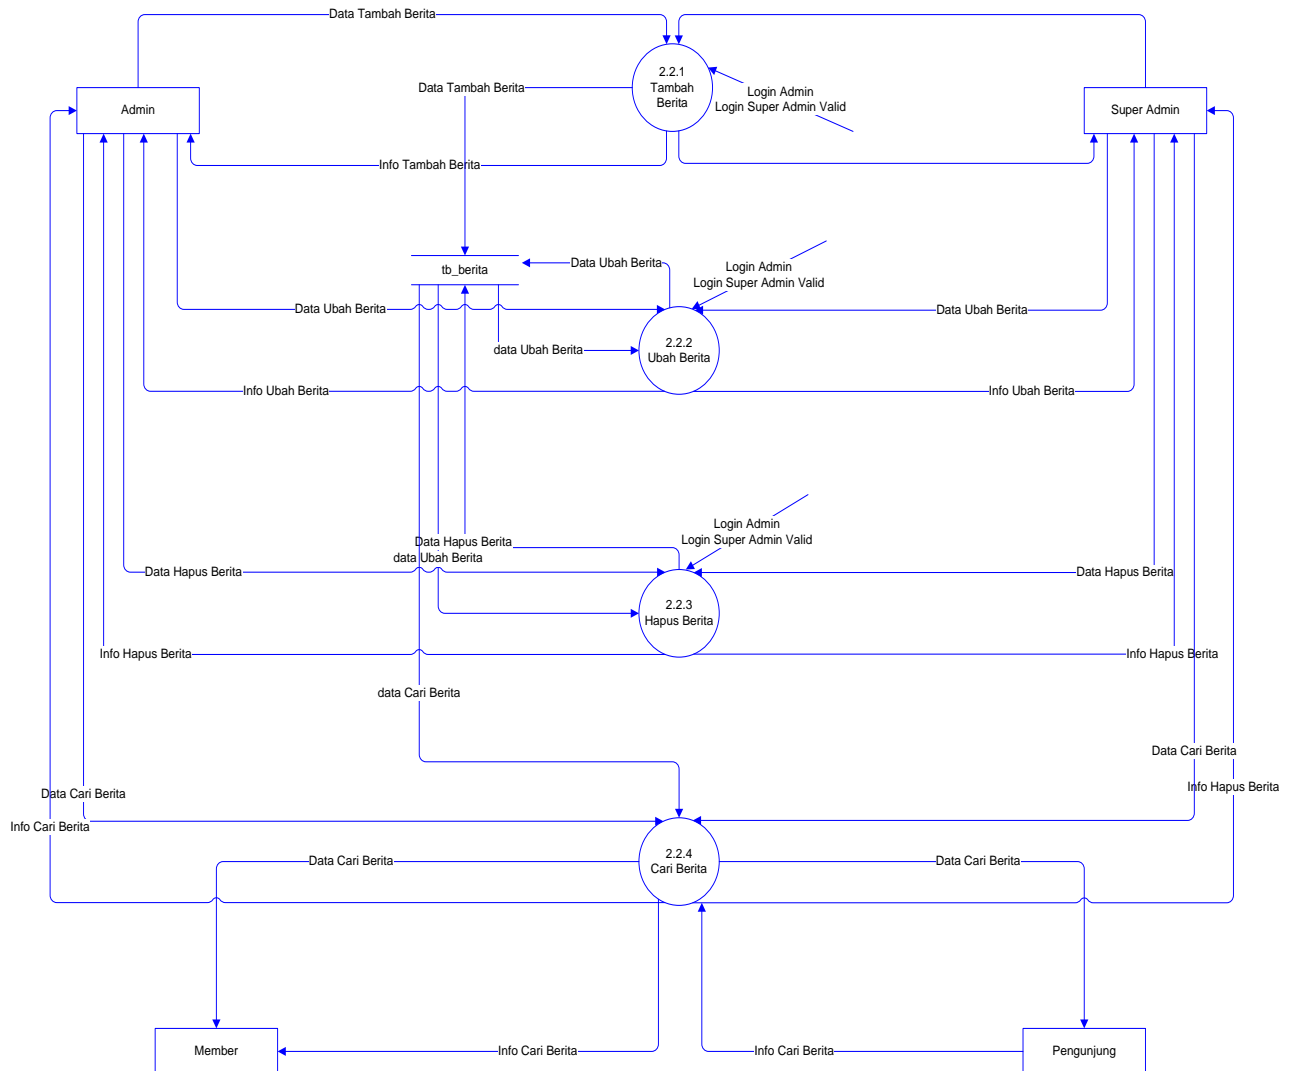 Data Tambah Berita
2.2.1
Tambah
Berita
Data Tambah Berita
Login Admin
Login Super Admin Valid
Admin
Super Admin
Info Tambah Berita
tb_berita
Data Ubah Berita
Login Admin
Login Super Admin Valid
Data Ubah Berita
Data Ubah Berita
2.2.2
Ubah Berita
data Ubah Berita
Info Ubah Berita
Info Ubah Berita
Login Admin
Login Super Admin Valid
Data Hapus Berita
data Ubah Berita
Data Hapus Berita
Data Hapus Berita
2.2.3
Hapus Berita
Info Hapus Berita
Info Hapus Berita
data Cari Berita
Data Cari Berita
Info Hapus Berita
Data Cari Berita
Info Cari Berita
2.2.4
Cari Berita
Data Cari Berita
Data Cari Berita
Member
Info Cari Berita
Info Cari Berita
Pengunjung